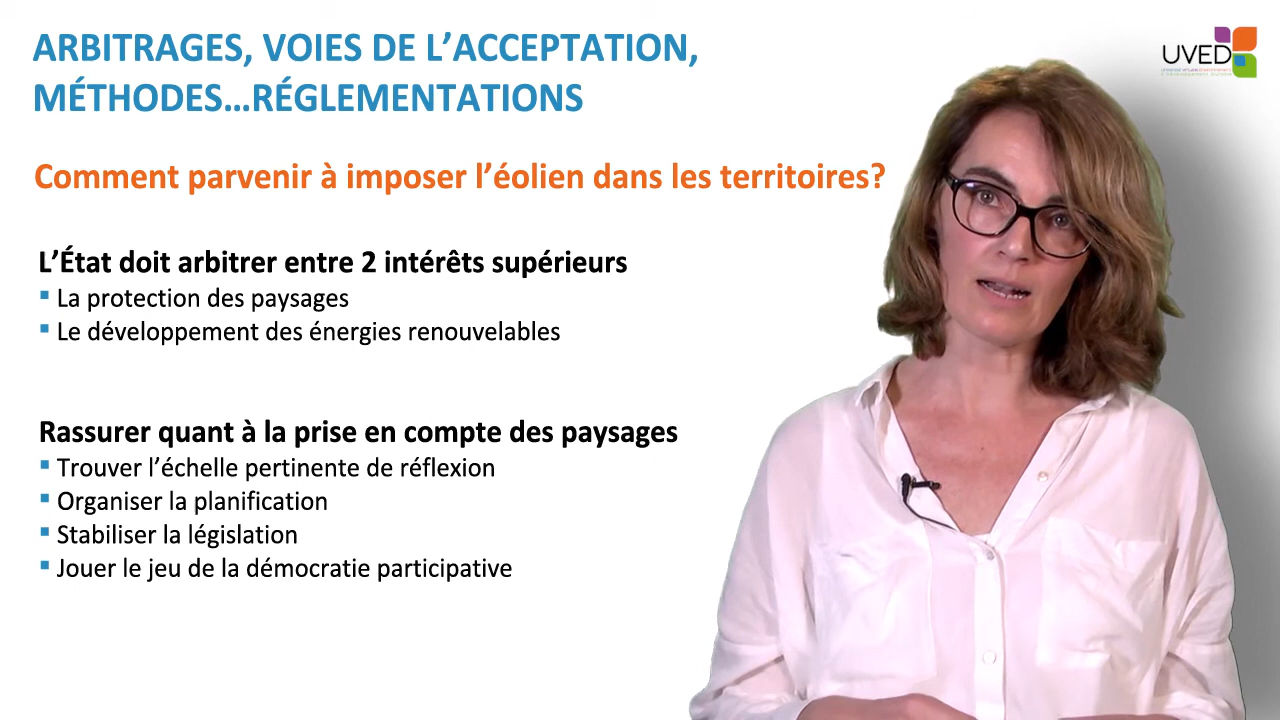 ARBITRAGES, VOIES DE L’ACCEPTATION,
MÉTHODES…RÉGLEMENTATIONS
UVED
Comment parvenir à imposer l’éolien dans les territoires?
L’État doit arbitrer entre 2 intérêts supérieurs
La protection des paysages
Le développement des énergies renouvelables
Rassurer quant à la prise en compte des paysages
Trouver l’échelle pertinente de réflexion
Organiser la planification
Stabiliser la législation
Jouer le jeu de la démocratie participative